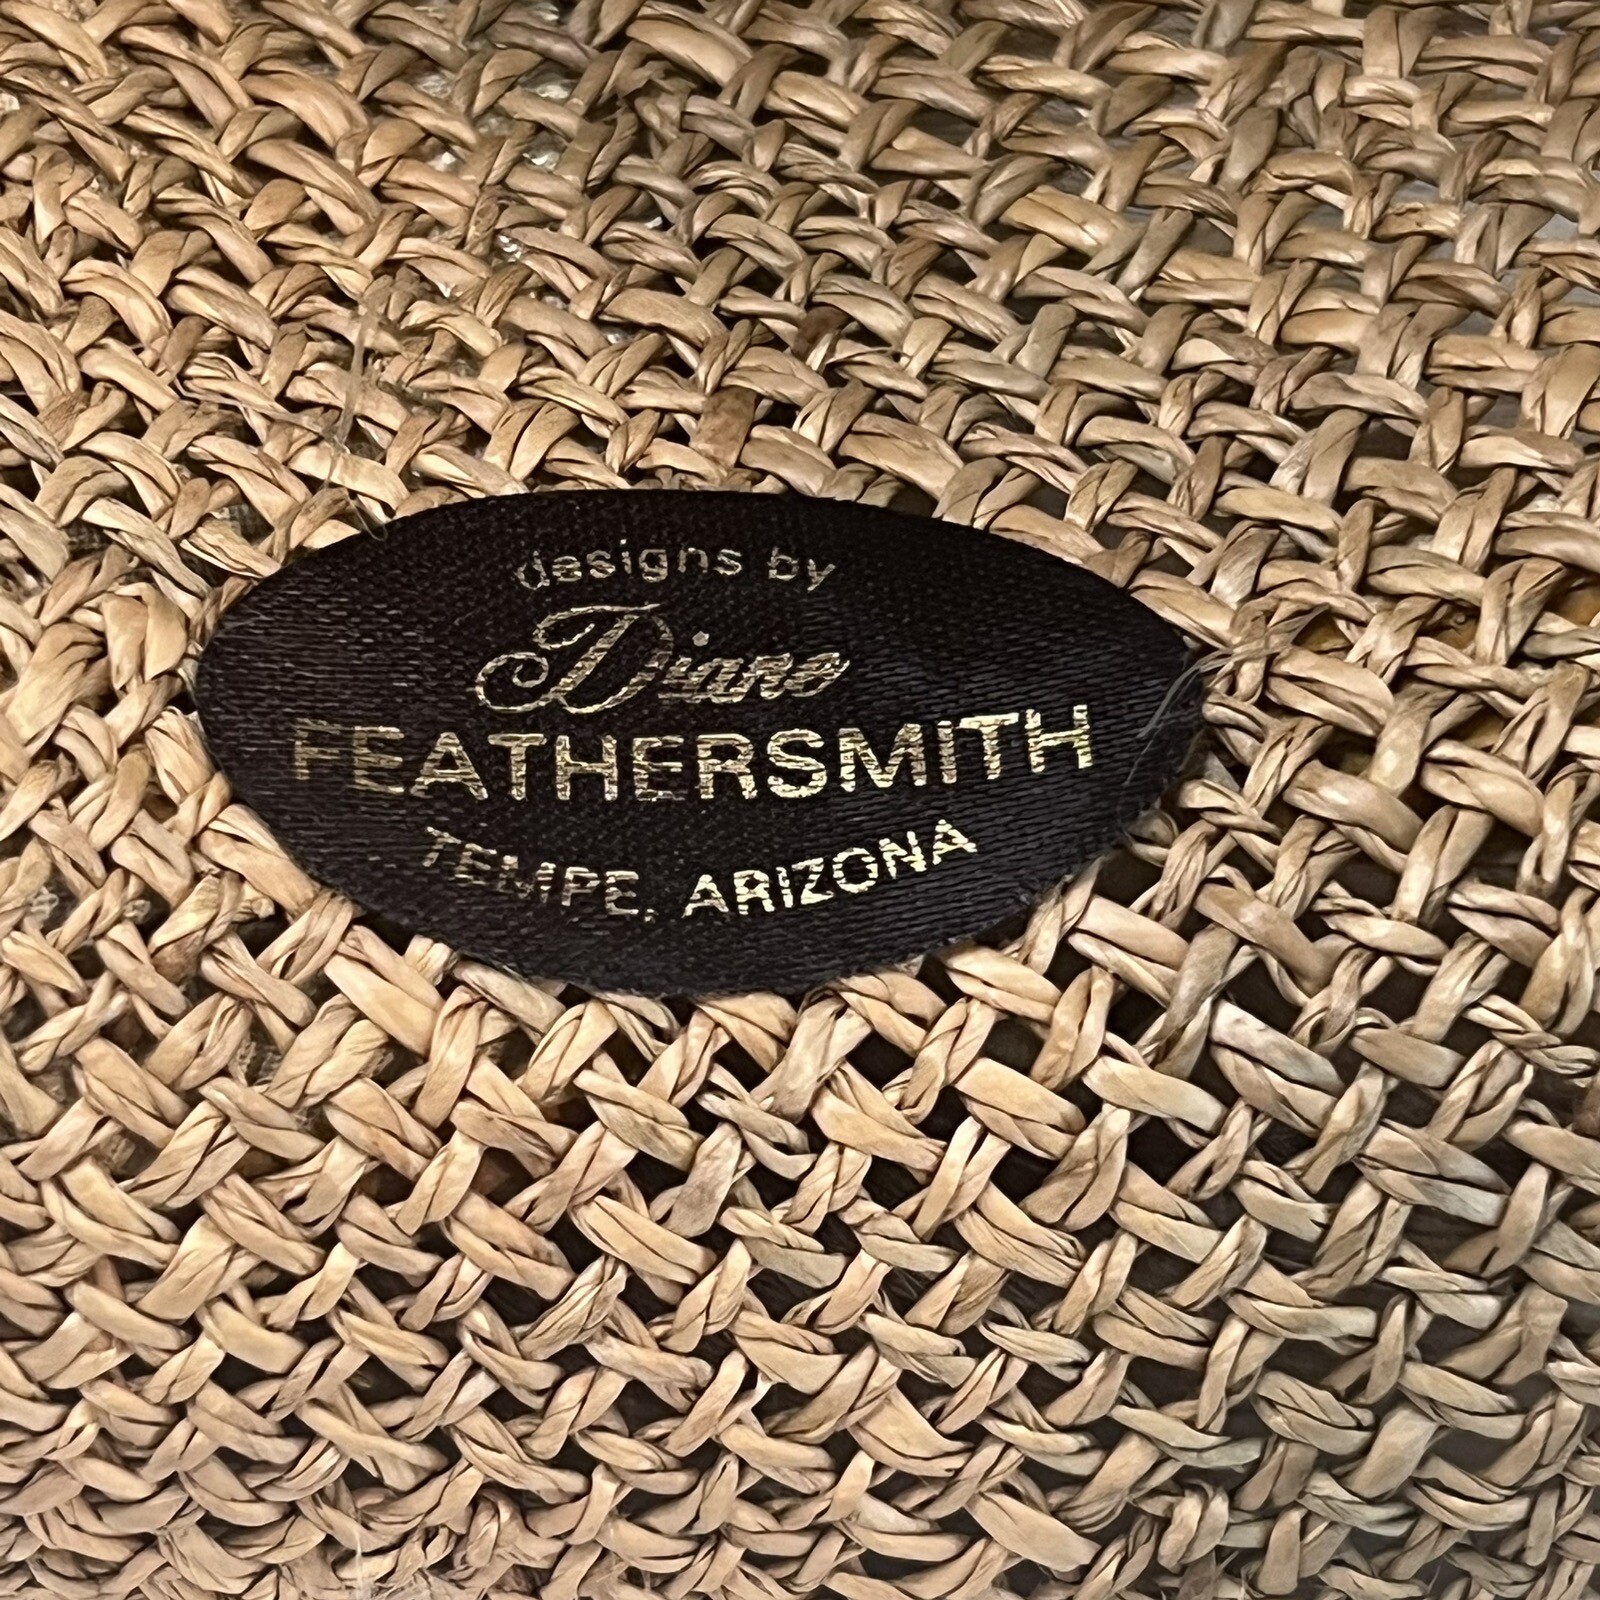 designs by
Diane
FEATHERSMITH
TEMPE, ARIZONA